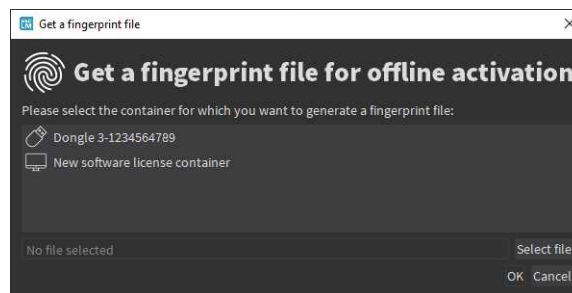 Get a fingerprint file
Get a fingerprint file for offline activation
Please select the container for which you want to generate a fingerprint file:
Dongle 3-1234564789
New software license container
No file selected
Select file
OK Cancel